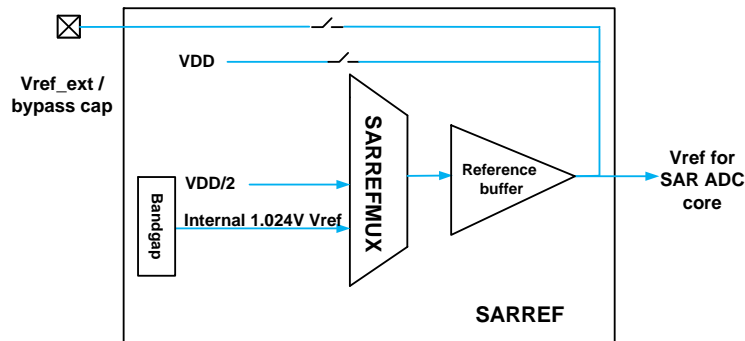 VDD
Vref_ext /
bypass cap
SARREFMUX
Reference
buffer
Vref for
SAR ADC
core
VDD/2
Bandgap
Internal 1.024V Vref
SARREF